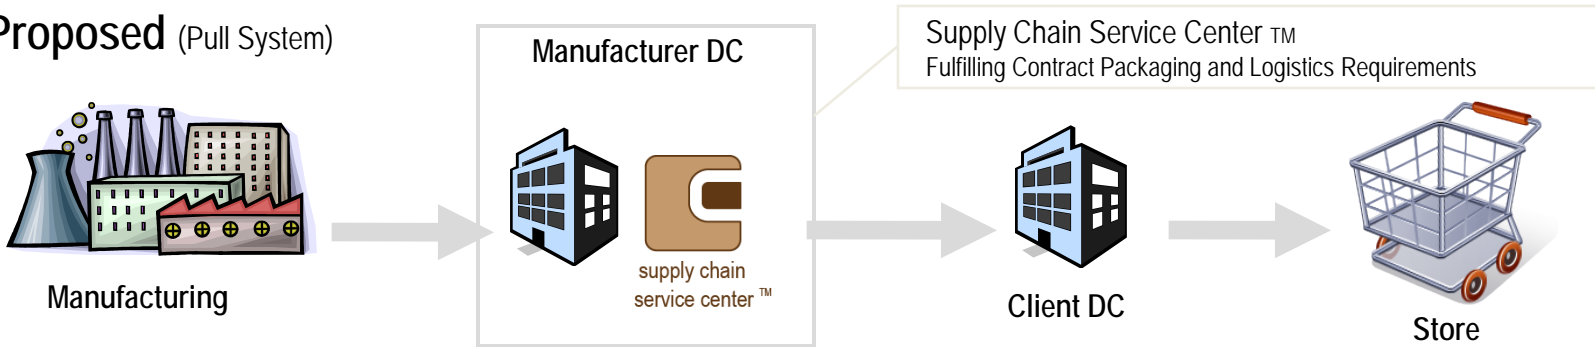 Proposed (Pull System)
Manufacturer DC
Supply Chain Service Center TM
Fulfilling Contract Packaging and Logistics Requirements
supply chain
service center ™
Manufacturing
Client DC
Store